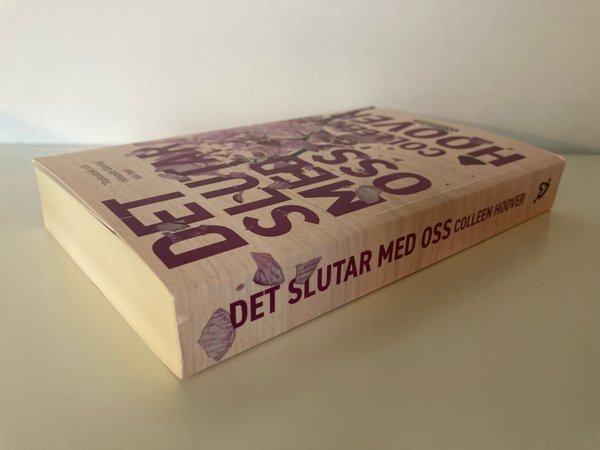 DET
SLUTAR
MED
OSS
COLLEEN
HOOVER
DET SLUTAR MED OSS COLLEEN HOOVER